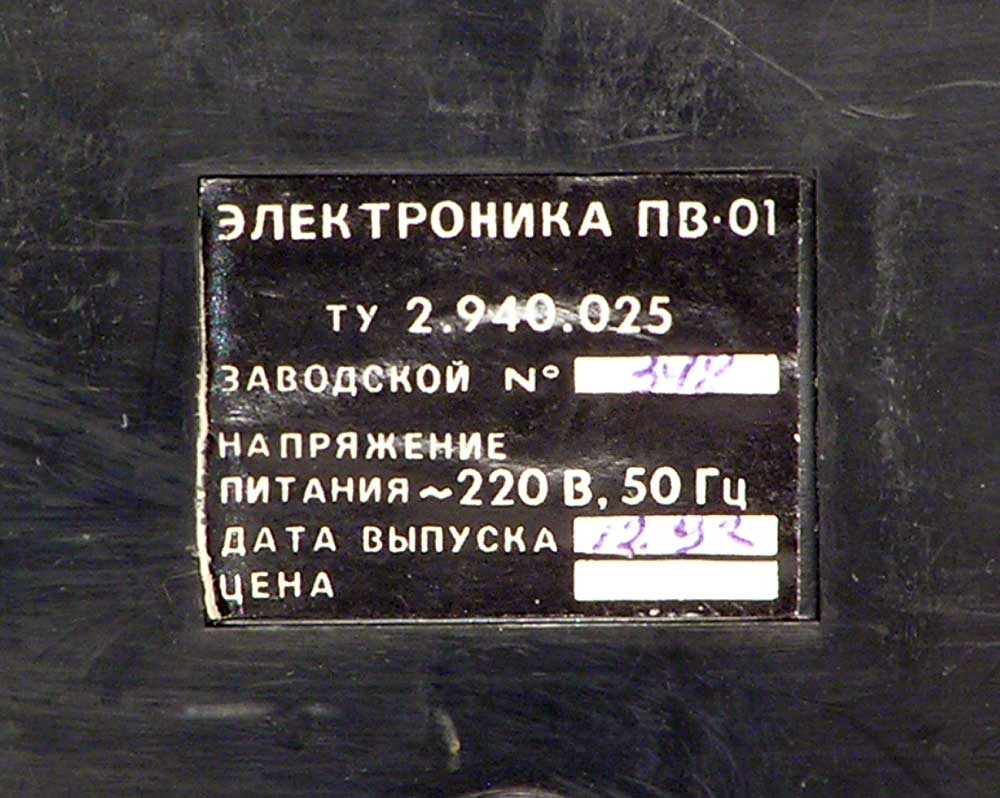 ЭЛЕКТРОНИКА ПВ·01
ТУ 2.940.025
ЗАВОДСКОЙ №
НАПРЯЖЕНИЕ
ПИТАНИЯ ~220 В, 50 Гц
ДАТА ВЫПУСКА
ЦЕНА